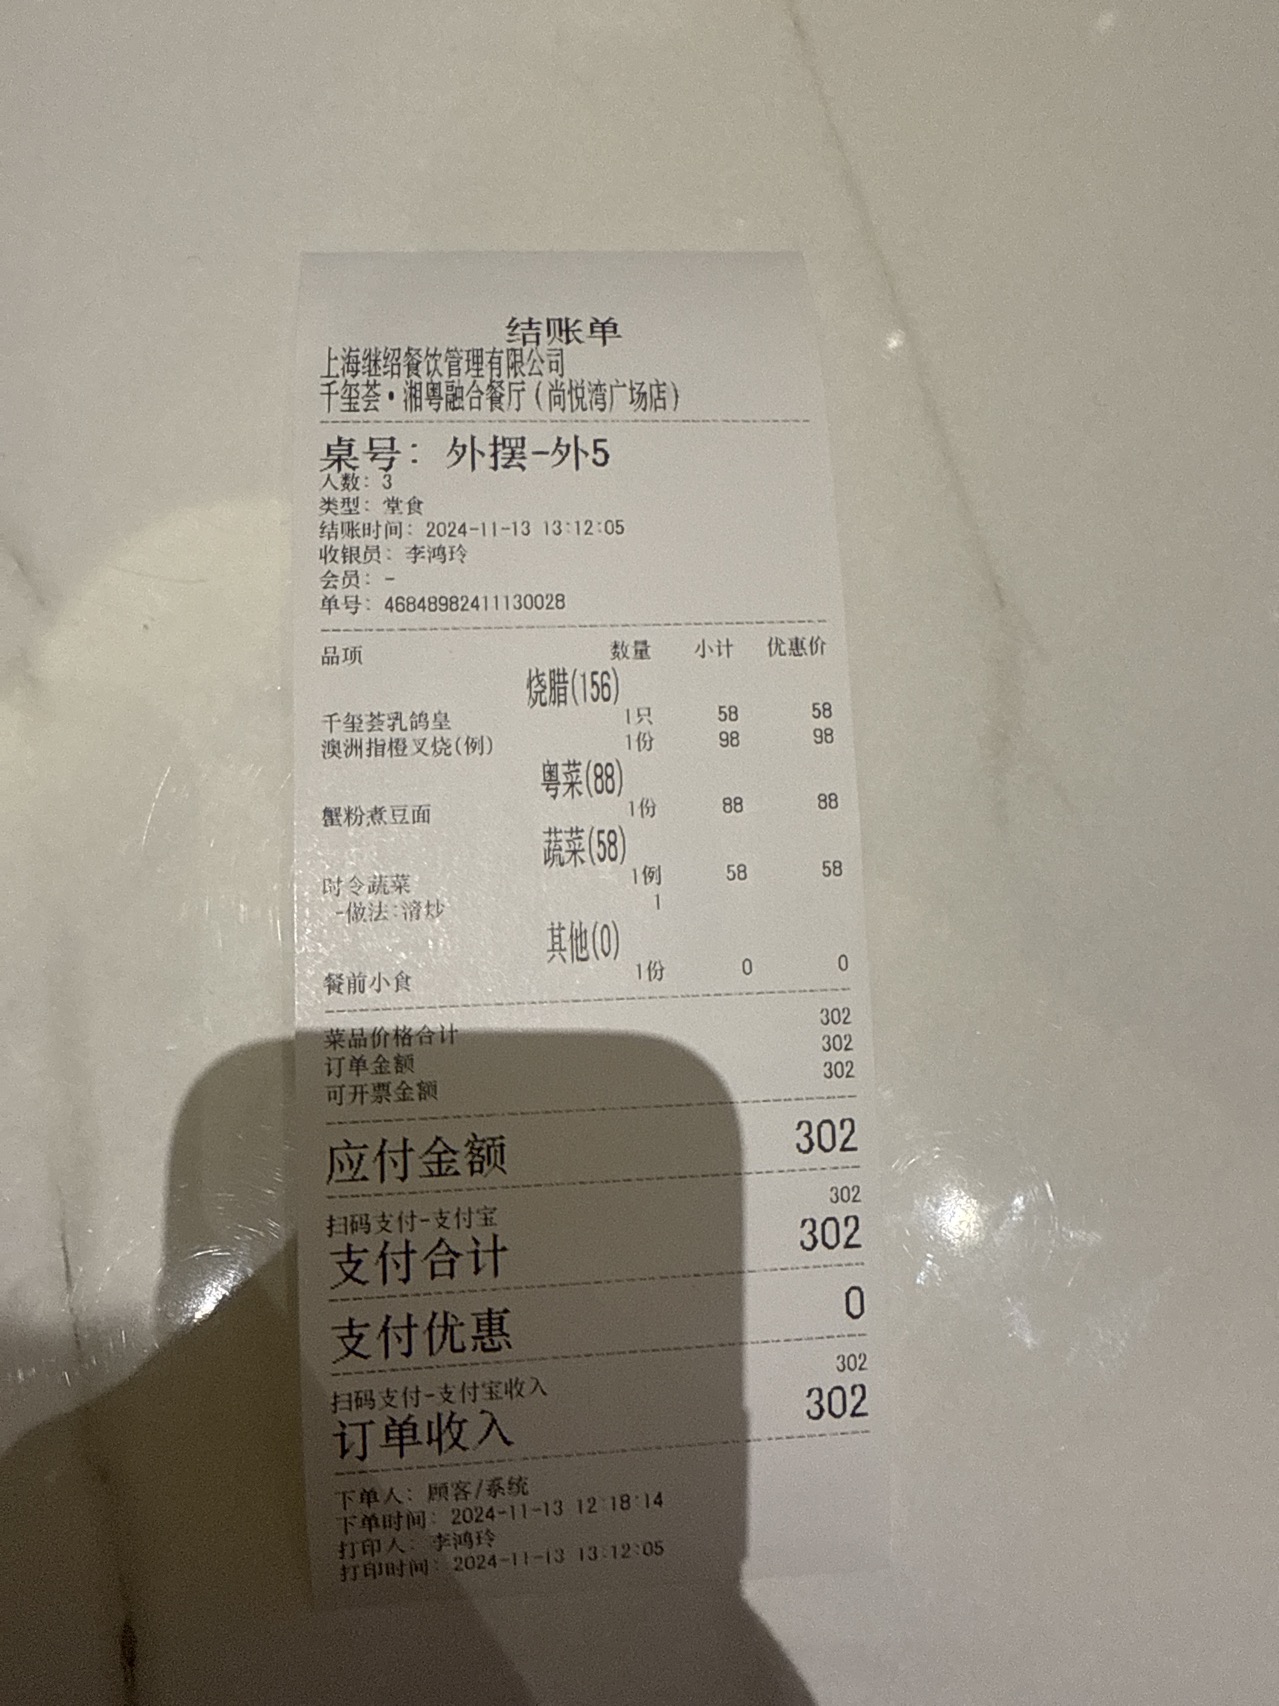 结账单
上海继绍餐饮管理有限公司
千玺荟•湘粤融合餐厅(尚悦湾广场店)
桌号: 外摆-外5
人数: 3
类型: 堂食
结账时间: 2024-11-13 13:12:05
收银员: 李鸿玲
会员: -
单号: 46848982411130028
品项 数量 小计 优惠价
烧腊(156)
千玺荟乳鸽皇 1只 58 58
澳洲指橙叉烧(例) 1份 98 98
粤菜(88)
蟹粉煮豆面 1份 88 88
蔬菜(58)
时令蔬菜 1例 58 58
-做法:清炒 1
其他(0)
餐前小食 1份 0 0
菜品价格合计 302
订单金额 302
可开票金额 302
应付金额 302
扫码支付-支付宝 302
支付合计 302
支付优惠 0
扫码支付-支付宝收入 302
订单收入 302
下单人: 顾客/系统
下单时间: 2024-11-13 12:18:14
打印人: 李鸿玲
打印时间: 2024-11-13 13:12:05